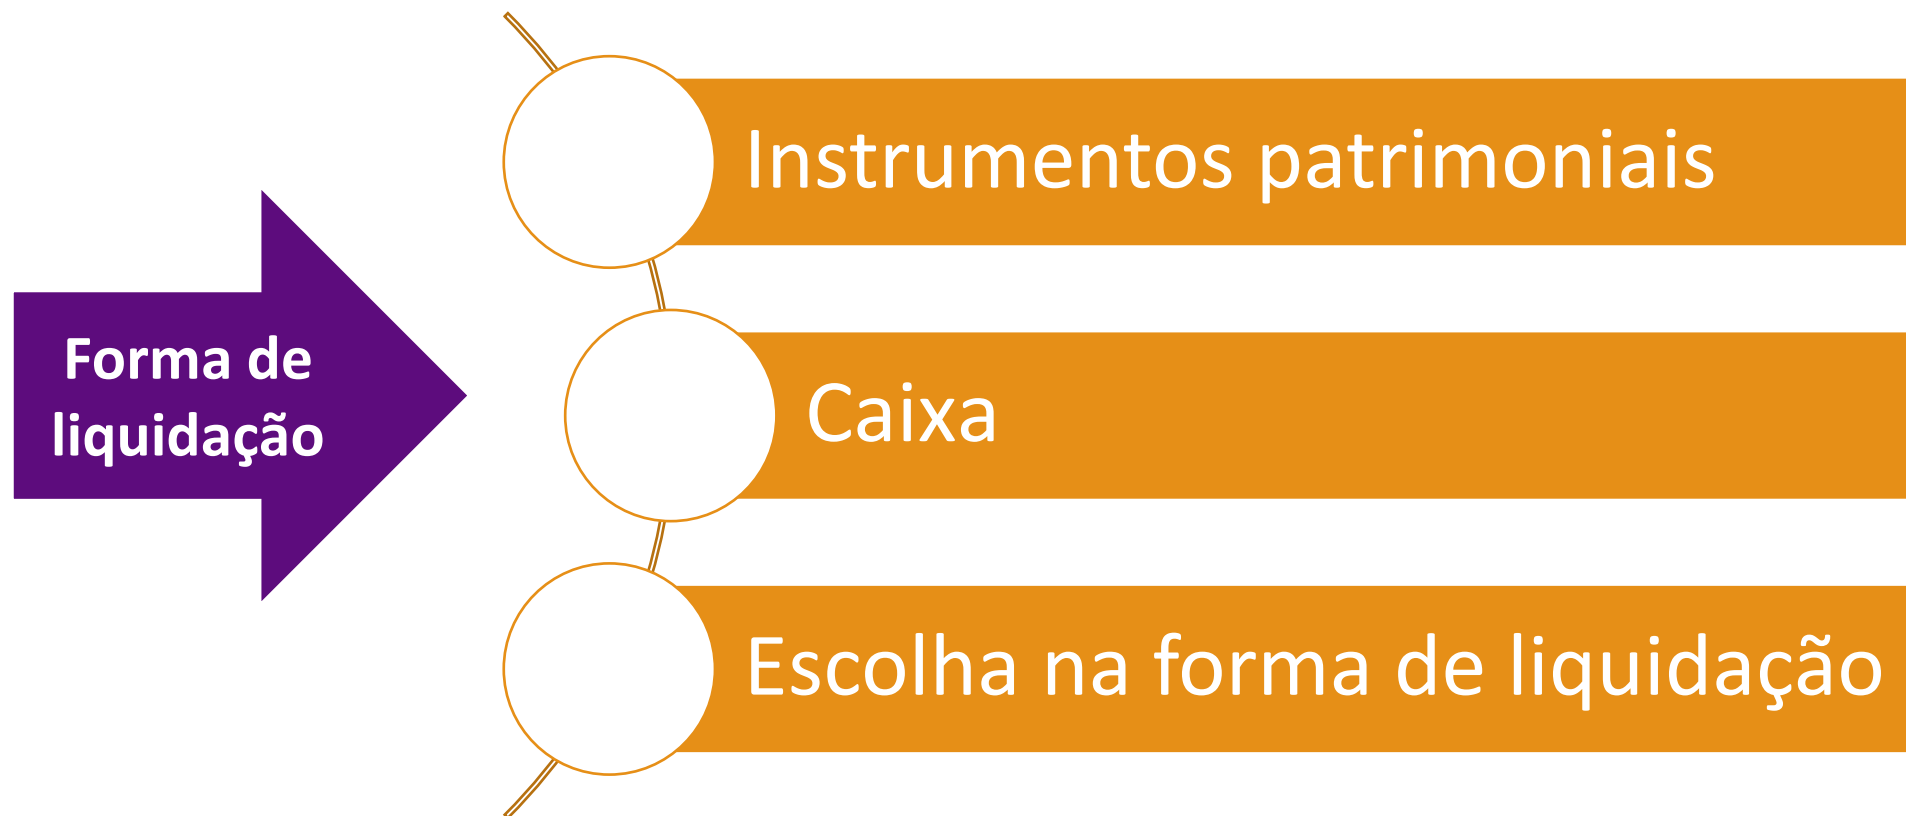 Forma de
liquidação
Instrumentos patrimoniais
Caixa
Escolha na forma de liquidação